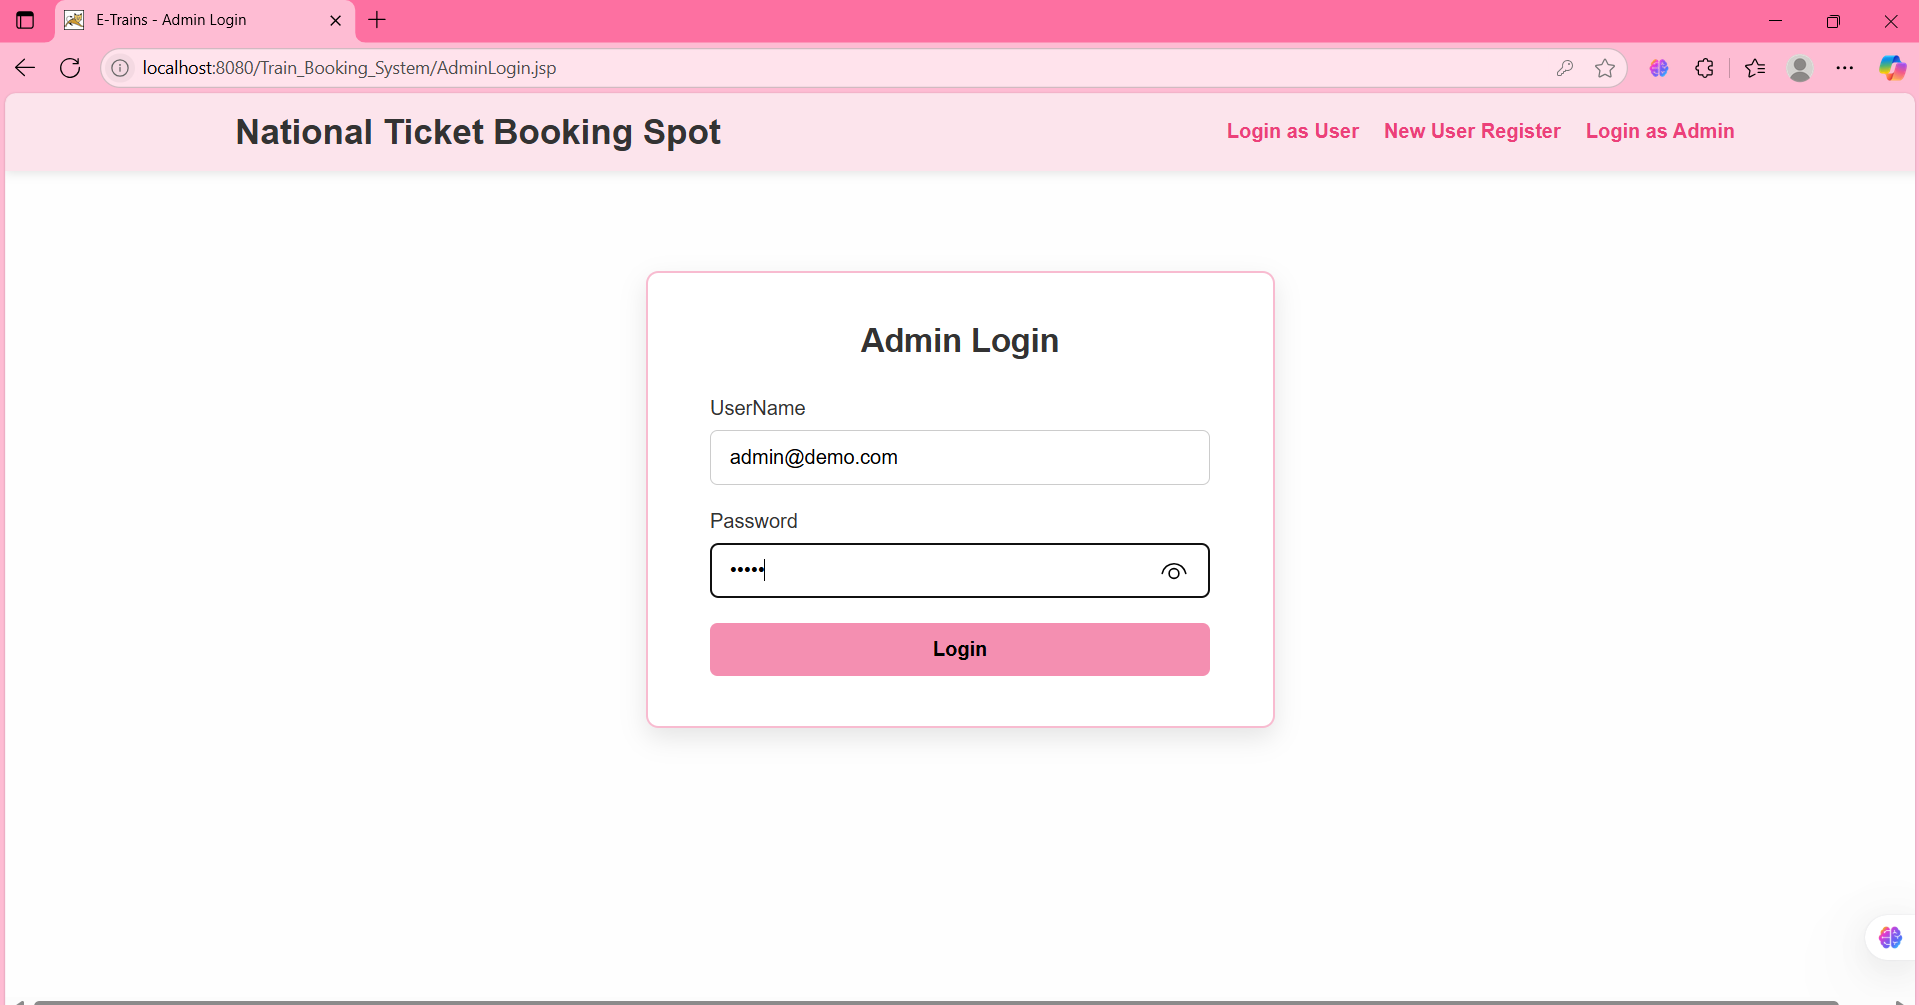 E-Trains - Admin Login
localhost:8080/Train_Booking_System/AdminLogin.jsp
National Ticket Booking Spot
Login as User New User Register Login as Admin
Admin Login
UserName
admin@demo.com
Password
•••••
Login